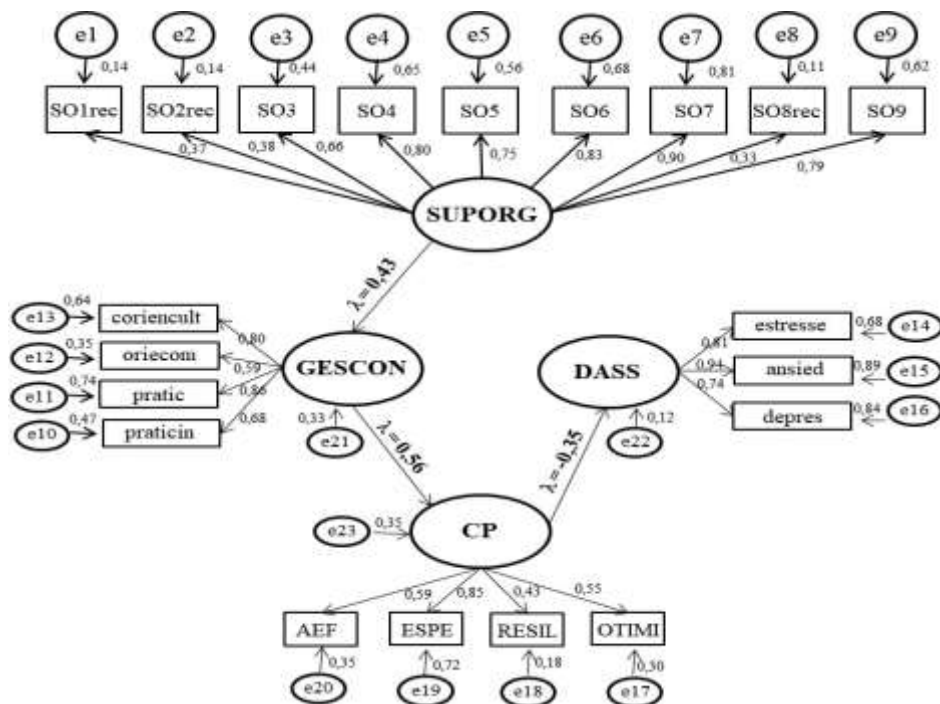 e1 e2 e3 e4 e5 e6 e7 e8 e9
0,14 0,14 0,44 0,65 0,56 0,68 0,81 0,11 0,62
SO1rec SO2rec SO3 SO4 SO5 SO6 SO7 SO8rec SO9
0,37 0,38 0,66 0,80 0,75 0,83 0,90 0,33 0,79
SUPORG
λ=0,43
e13 0,64 coriencult 0,80
e12 0,35 oriecom 0,59
e11 0,74 pratic 0,86
e10 0,47 praticin 0,68
GESCON
0,33
e21
DASS
0,12
e22
0,81 estresse 0,68 e14
0,94 ansied 0,89 e15
0,74 depres 0,84 e16
λ=0,56
λ=-0,35
e23 0,35
CP
0,59 0,85 0,43 0,55
AEF ESPE RESIL OTIMI
0,35 0,72 0,18 0,30
e20 e19 e18 e17